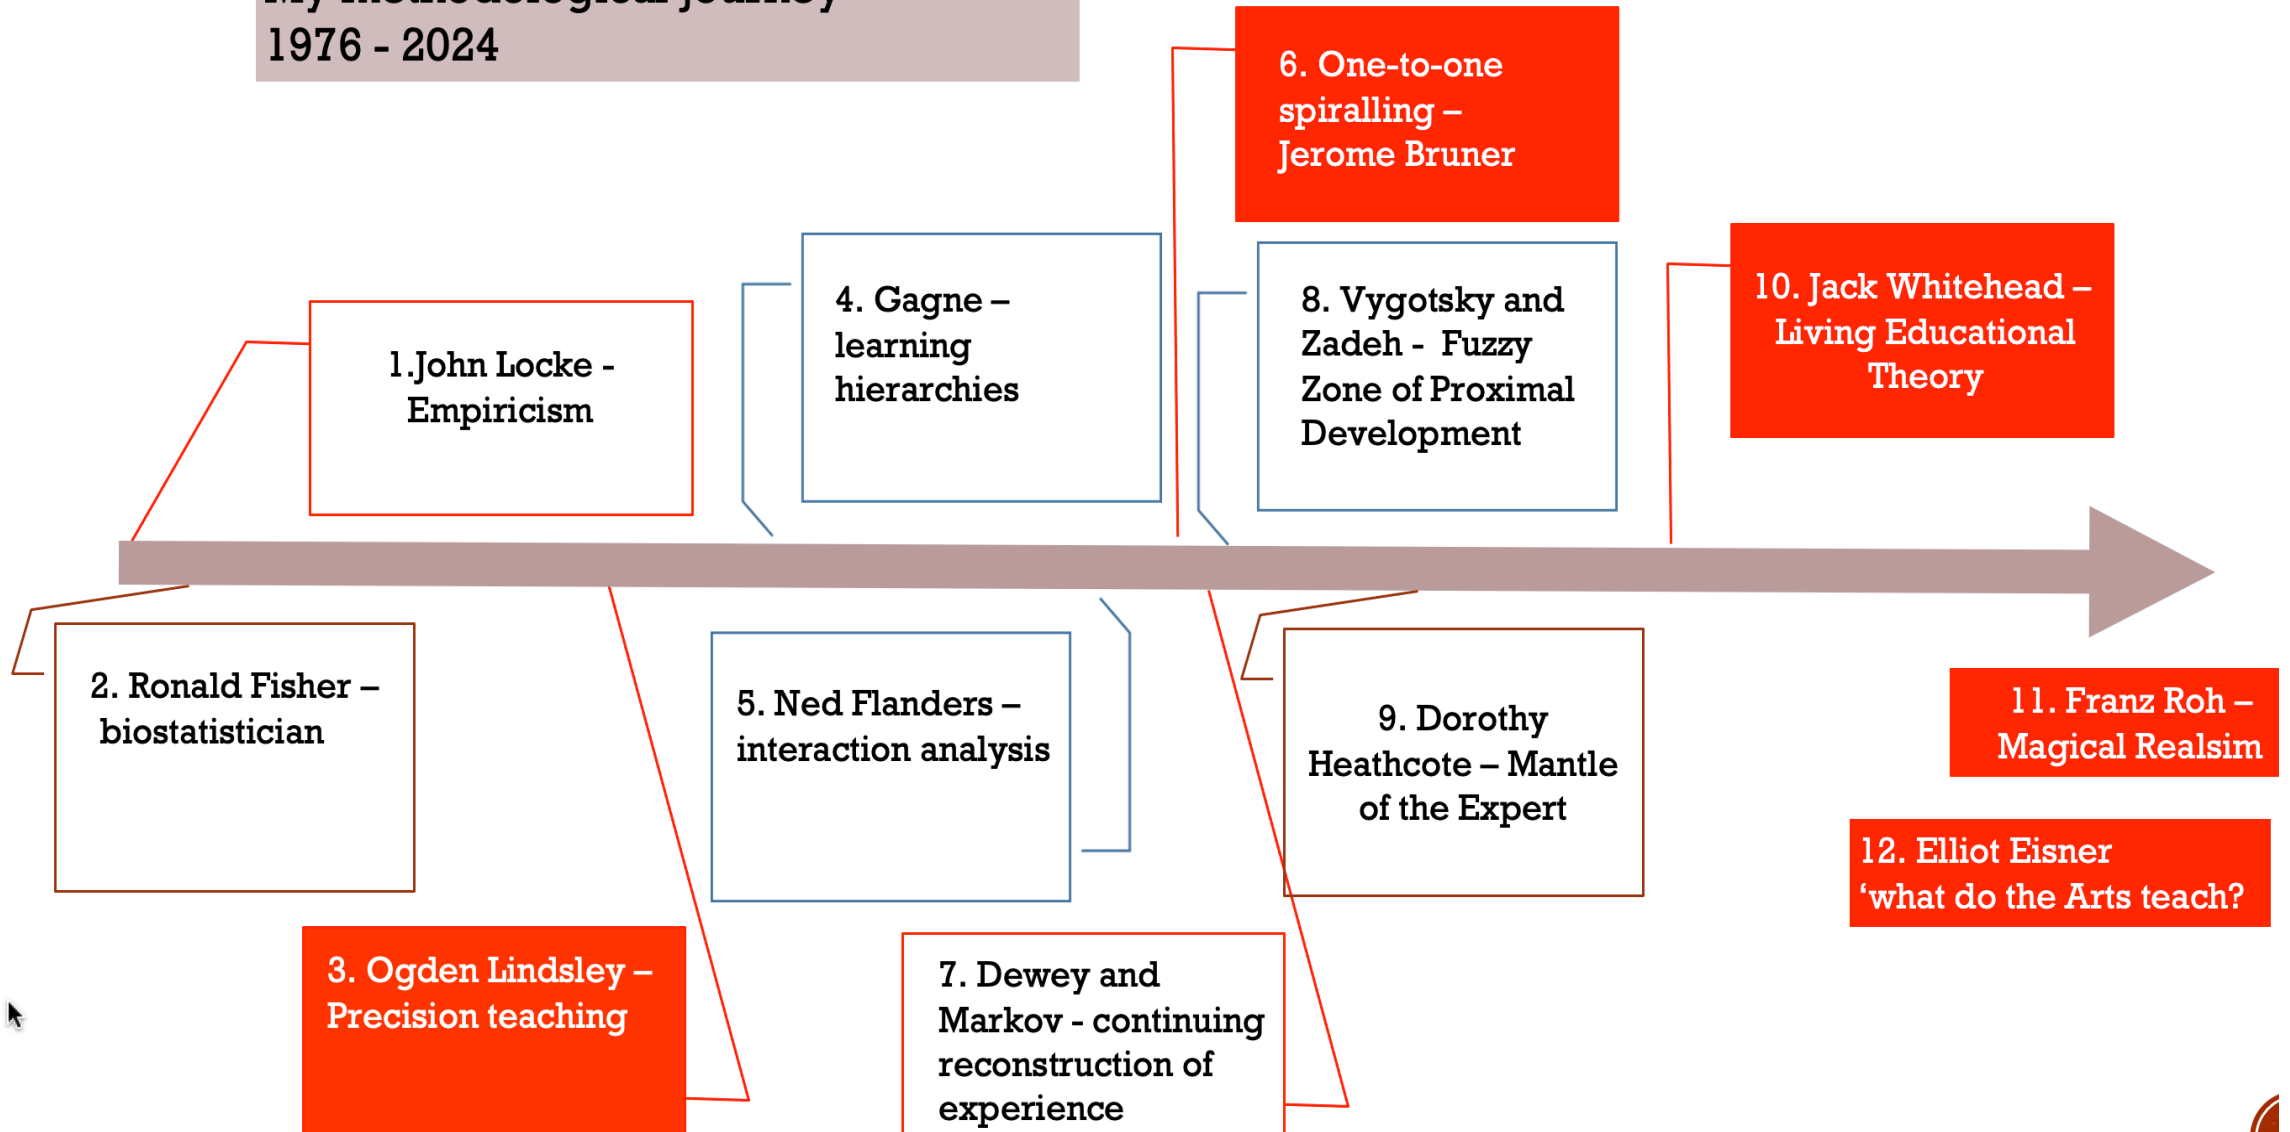 My methodological journey
1976 - 2024
1.John Locke -
Empiricism
2. Ronald Fisher –
biostatistician
3. Ogden Lindsley –
Precision teaching
4. Gagne –
learning
hierarchies
5. Ned Flanders –
interaction analysis
6. One-to-one
spiralling –
Jerome Bruner
7. Dewey and
Markov - continuing
reconstruction of
experience
8. Vygotsky and
Zadeh - Fuzzy
Zone of Proximal
Development
9. Dorothy
Heathcote – Mantle
of the Expert
10. Jack Whitehead –
Living Educational
Theory
11. Franz Roh –
Magical Realsim
12. Elliot Eisner
‘what do the Arts teach?